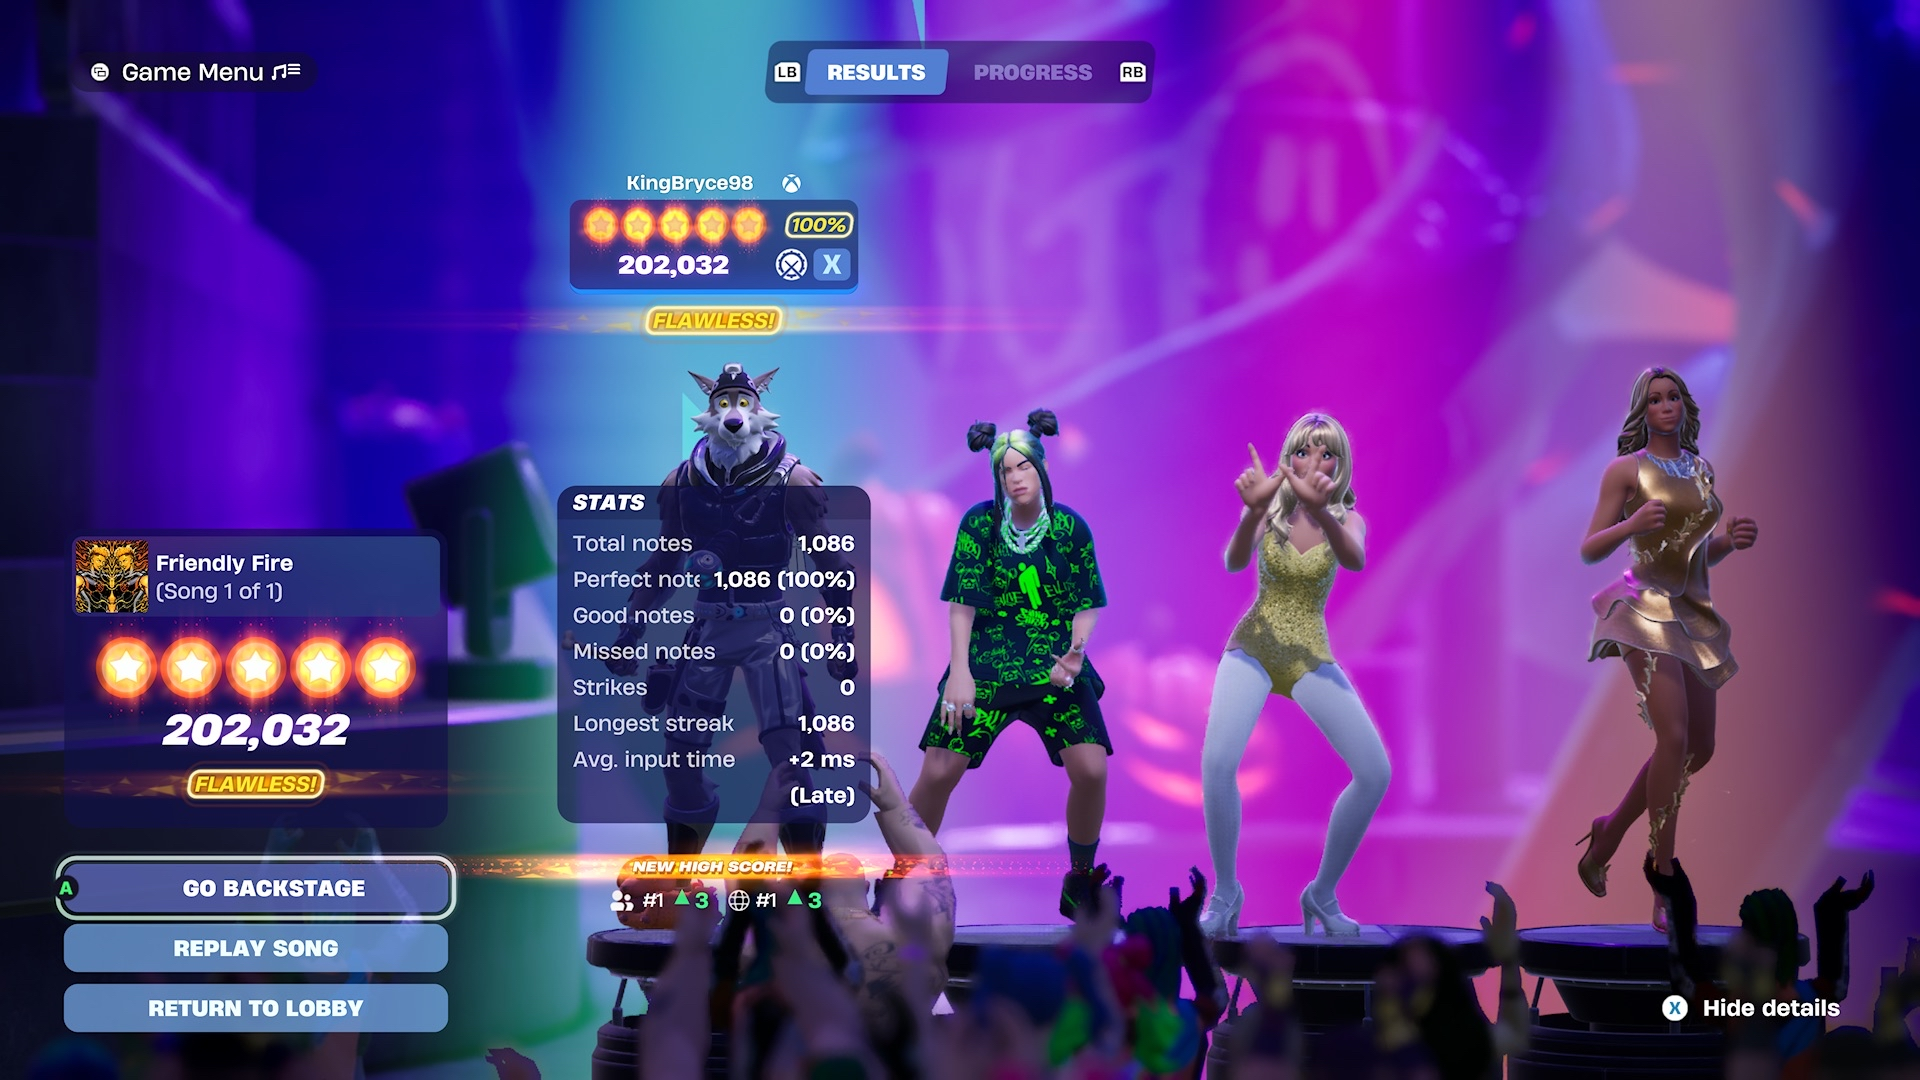 Game Menu
LB RESULTS PROGRESS RB
KingBryce98
100%
202,032 X
FLAWLESS!
STATS
Total notes 1,086
Perfect note 1,086 (100%)
Good notes 0 (0%)
Missed notes 0 (0%)
Strikes 0
Longest streak 1,086
Avg. input time +2 ms
(Late)
NEW HIGH SCORE!
#1 ▲ 3 #1 ▲ 3
Friendly Fire
(Song 1 of 1)
202,032
FLAWLESS!
A GO BACKSTAGE
REPLAY SONG
RETURN TO LOBBY
X Hide details